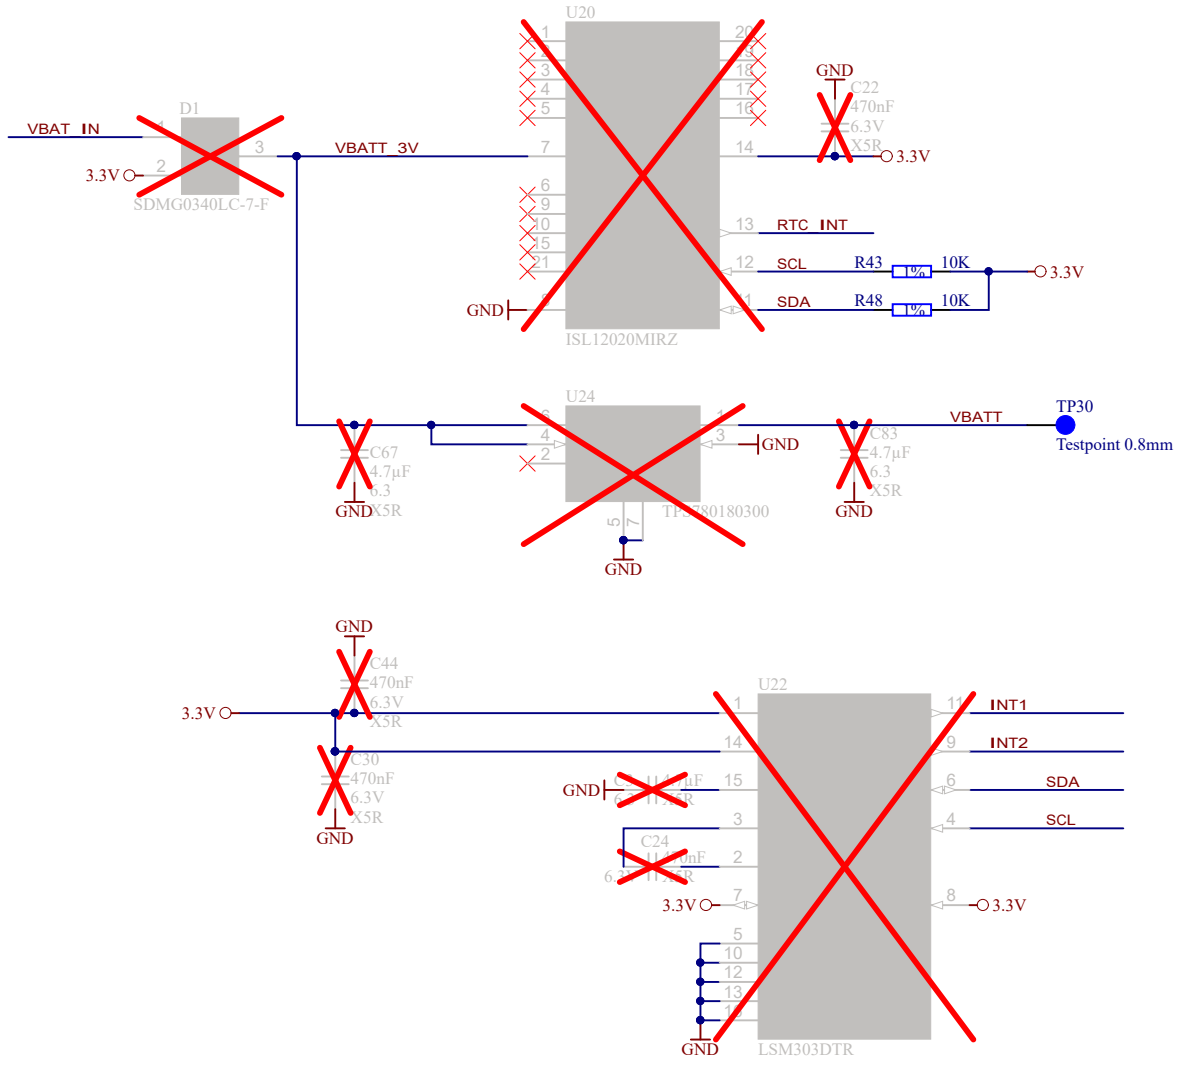 U20
1
20
3
18
4
17
5
16
GND
C22
470nF
6.3V
X5R
D1
VBAT_IN
3.3V
2
3
SDMG0340LC-7-F
VBATT_3V
7
14
3.3V
6
9
10
15
21
13
RTC_INT
12
SCL
R43
1%
10K
3.3V
GND
SDA
R48
1%
10K
ISL12020MIRZ
U24
4
2
3
GND
VBATT
TP30
Testpoint 0.8mm
C67
4.7µF
6.3
X5R
GND
C83
4.7µF
6.3
X5R
GND
5
7
TPS780180300
GND
GND
C44
470nF
6.3V
X5R
3.3V
C30
470nF
6.3V
X5R
GND
U22
1
11
INT1
14
9
INT2
GND
X5R
15
6
SDA
3
4
SCL
C24
X5R
2
3.3V
7
8
3.3V
5
10
12
13
GND
LSM303DTR